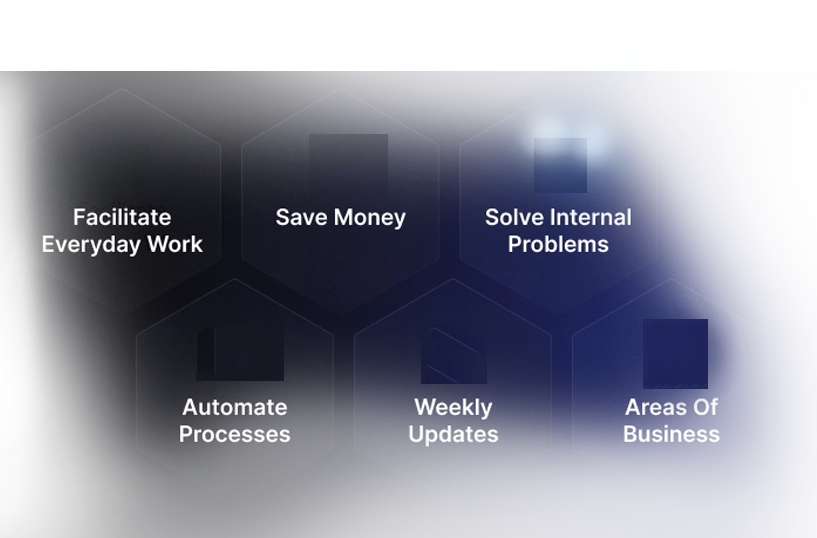 Facilitate
Everyday Work
Save Money
Solve Internal
Problems
Automate
Processes
Weekly
Updates
Areas Of
Business